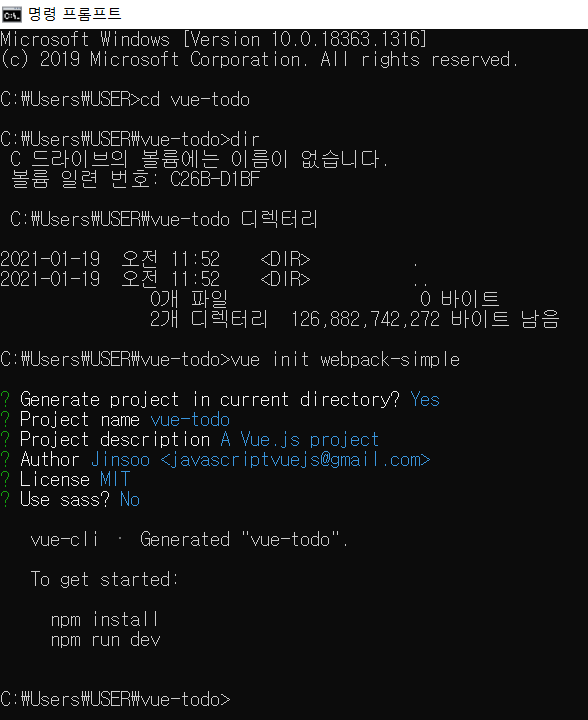 명령 프롬프트
Microsoft Windows [Version 10.0.18363.1316]
(c) 2019 Microsoft Corporation. All rights reserved.
C:₩Users₩USER>cd vue-todo
C:₩Users₩USER₩vue-todo>dir
C 드라이브의 볼륨에는 이름이 없습니다.
볼륨 일련 번호: C26B-D1BF
C:₩Users₩USER₩vue-todo 디렉터리
2021-01-19 오전 11:52 <DIR> .
2021-01-19 오전 11:52 <DIR> ..
0개 파일 0 바이트
2개 디렉터리 126,882,742,272 바이트 남음
C:₩Users₩USER₩vue-todo>vue init webpack-simple
? Generate project in current directory? Yes
? Project name vue-todo
? Project description A Vue.js project
? Author Jinsoo <javascriptvuejs@gmail.com>
? License MIT
? Use sass? No
vue-cli · Generated "vue-todo".
To get started:
npm install
npm run dev
C:₩Users₩USER₩vue-todo>